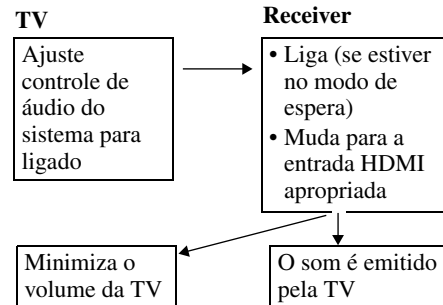 TV
Ajuste
controle de
áudio do
sistema para
ligado
Receiver
• Liga (se estiver
no modo de
espera)
• Muda para a
entrada HDMI
apropriada
Minimiza o
volume da TV
O som é emitido
pela TV